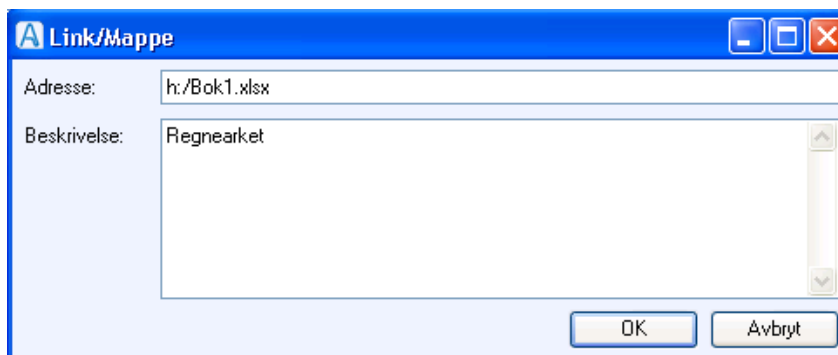 A Link/Mappe
Adresse: h:/Bok1.xlsx
Beskrivelse: Regnearket
OK Avbryt